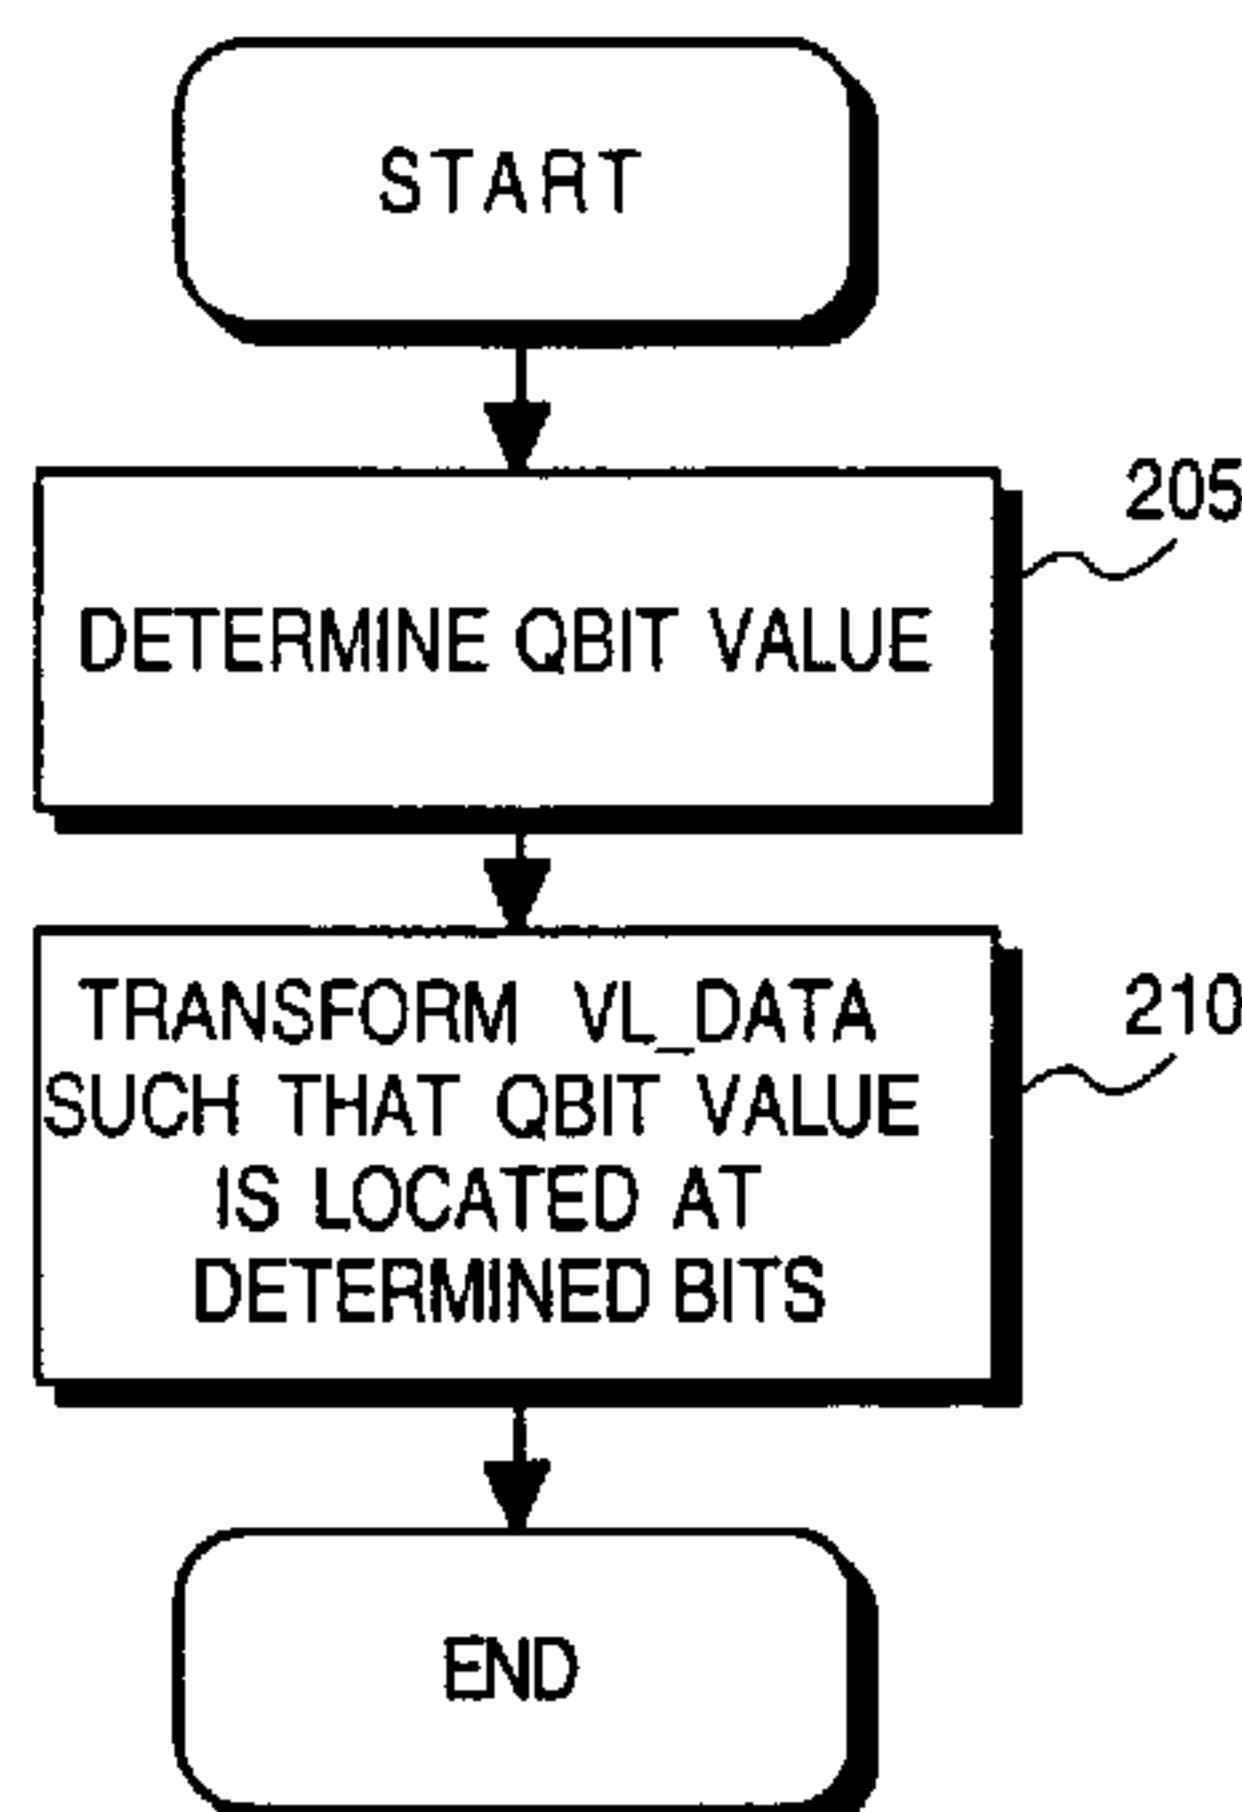 START
205
DETERMINE QBIT VALUE
210
TRANSFORM VL_DATA
SUCH THAT QBIT VALUE
IS LOCATED AT
DETERMINED BITS
END